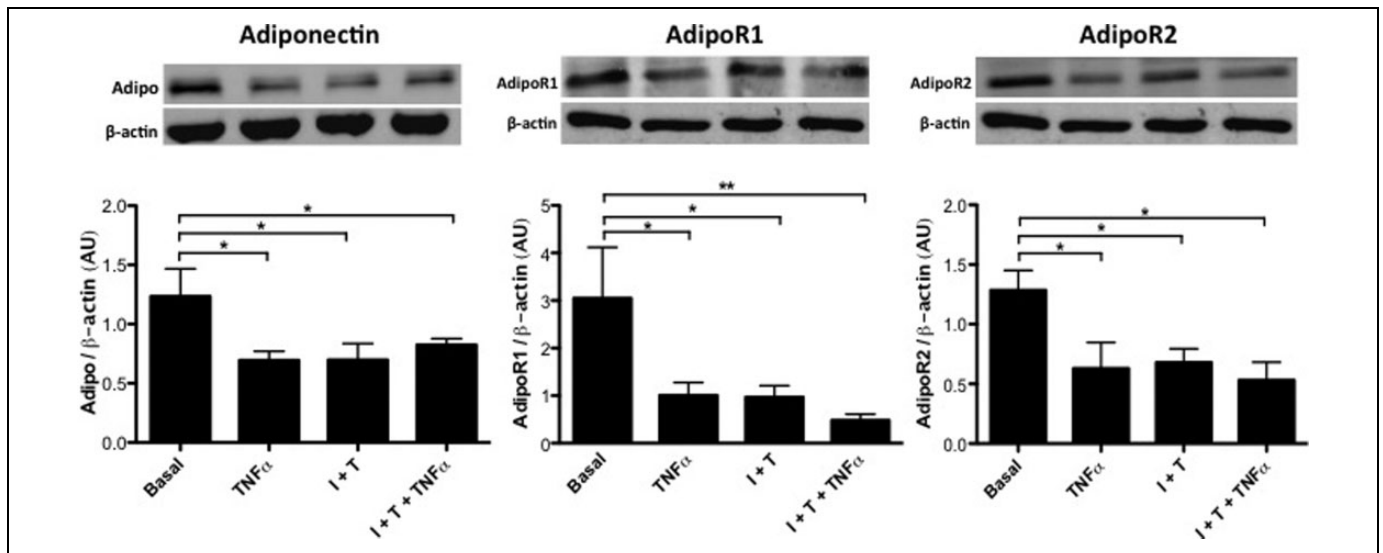 Adiponectin
Adipo
β-actin
Adipo / β-actin (AU)
2.0
1.5
1.0
0.5
0.0
*
*
*
Basal
TNFα
I + T
I + T + TNFα
AdipoR1
AdipoR1
β-actin
AdipoR1 / β-actin (AU)
5
4
3
2
1
0
**
*
*
Basal
TNFα
I + T
I + T + TNFα
AdipoR2
AdipoR2
β-actin
AdipoR2 / β-actin (AU)
2.0
1.5
1.0
0.5
0.0
*
*
*
Basal
TNFα
I + T
I + T + TNFα